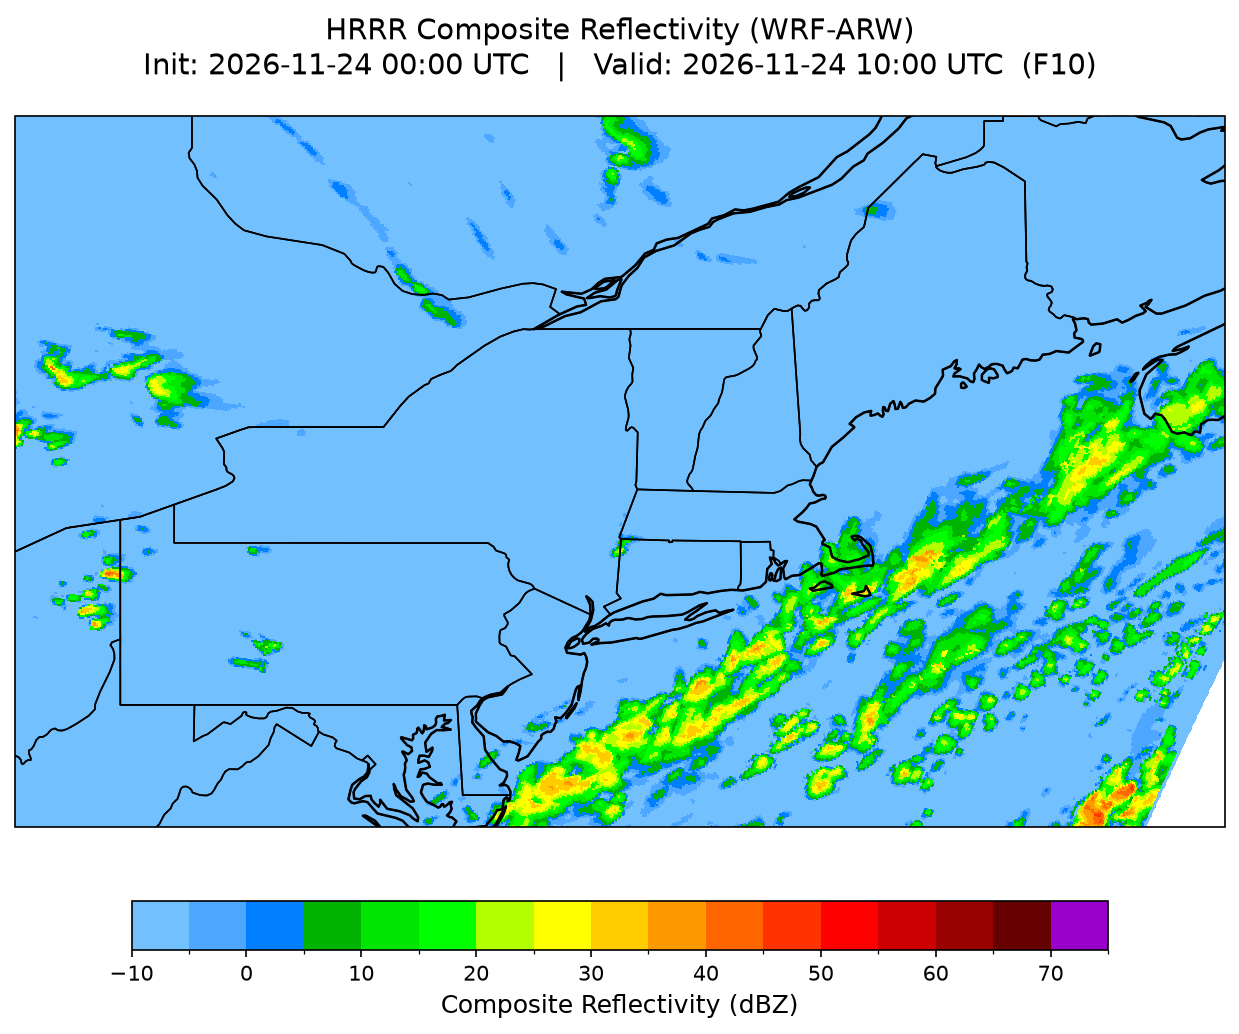 HRRR Composite Reflectivity (WRF-ARW)
Init: 2026-11-24 00:00 UTC | Valid: 2026-11-24 10:00 UTC (F10)
−10 0 10 20 30 40 50 60 70
Composite Reflectivity (dBZ)